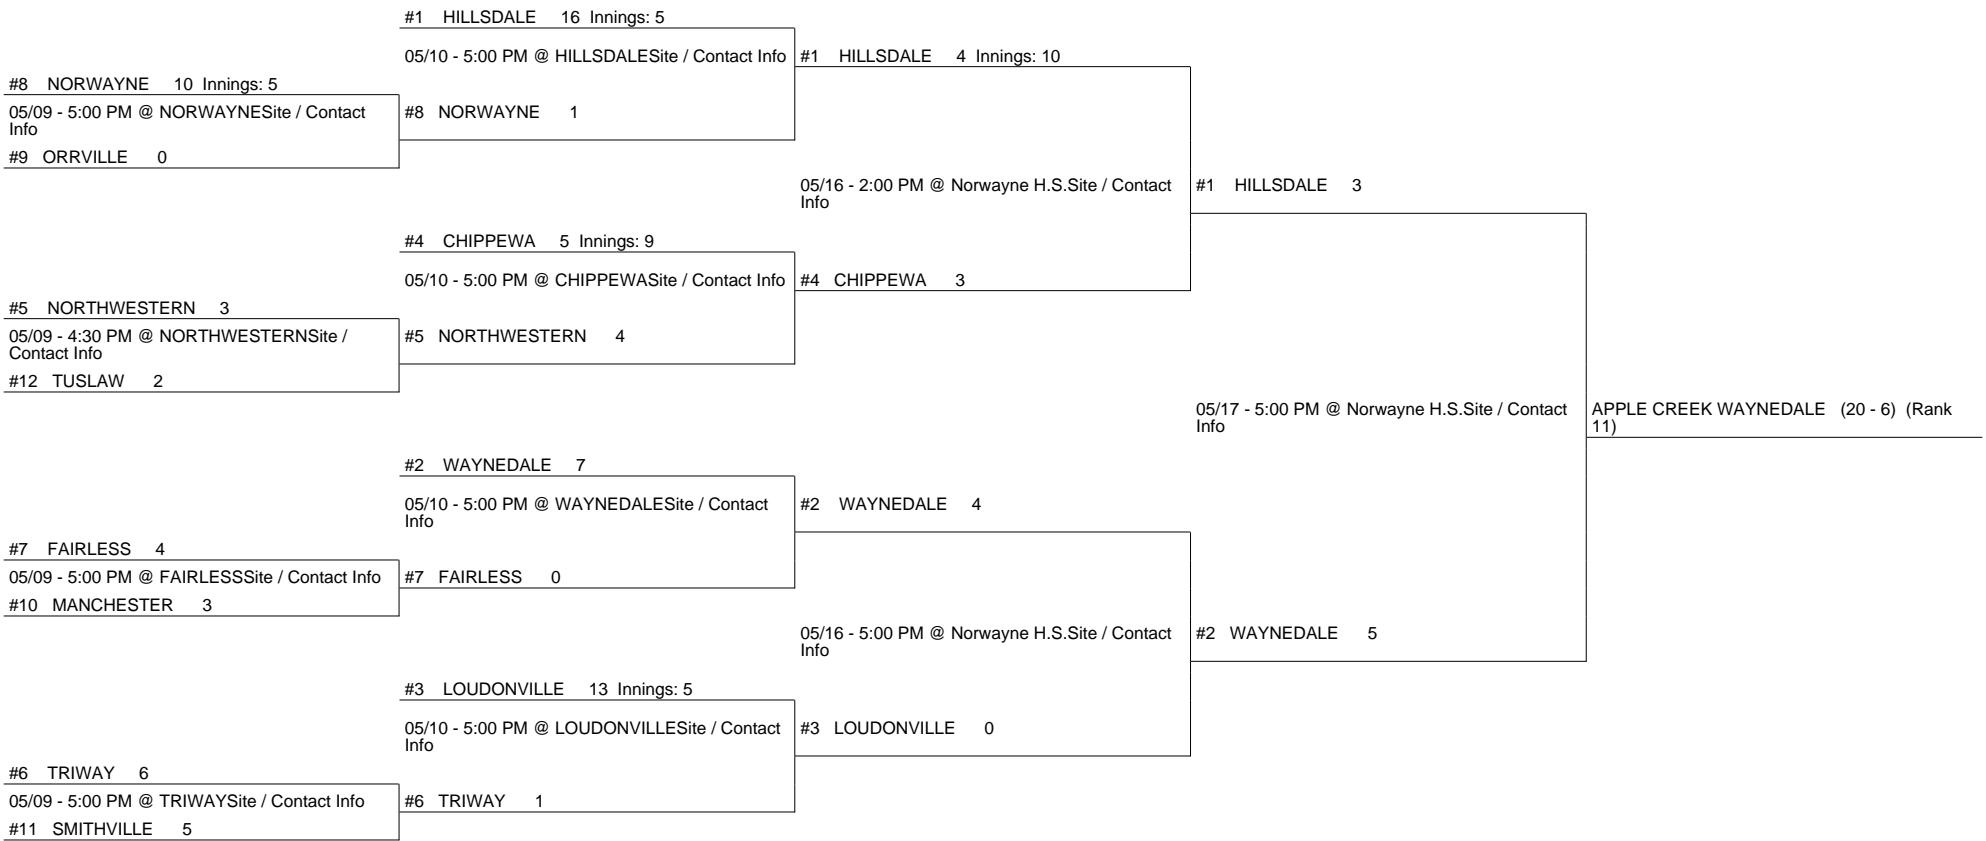 #1 HILLSDALE 16 Innings: 5
05/10 - 5:00 PM @ HILLSDALESite / Contact Info
#8 NORWAYNE 1
#8 NORWAYNE 10 Innings: 5
05/09 - 5:00 PM @ NORWAYNESite / Contact
Info
#9 ORRVILLE 0
#1 HILLSDALE 4 Innings: 10
05/16 - 2:00 PM @ Norwayne H.S.Site / Contact
Info
#4 CHIPPEWA 3
#1 HILLSDALE 3
#4 CHIPPEWA 5 Innings: 9
05/10 - 5:00 PM @ CHIPPEWASite / Contact Info
#5 NORTHWESTERN 4
#5 NORTHWESTERN 3
05/09 - 4:30 PM @ NORTHWESTERNSite /
Contact Info
#12 TUSLAW 2
05/17 - 5:00 PM @ Norwayne H.S.Site / Contact
Info
APPLE CREEK WAYNEDALE (20 - 6) (Rank
11)
#2 WAYNEDALE 7
05/10 - 5:00 PM @ WAYNEDALESite / Contact
Info
#7 FAIRLESS 0
#7 FAIRLESS 4
05/09 - 5:00 PM @ FAIRLESSSite / Contact Info
#10 MANCHESTER 3
#2 WAYNEDALE 4
05/16 - 5:00 PM @ Norwayne H.S.Site / Contact
Info
#3 LOUDONVILLE 0
#2 WAYNEDALE 5
#3 LOUDONVILLE 13 Innings: 5
05/10 - 5:00 PM @ LOUDONVILLESite / Contact
Info
#6 TRIWAY 1
#6 TRIWAY 6
05/09 - 5:00 PM @ TRIWAYSite / Contact Info
#11 SMITHVILLE 5